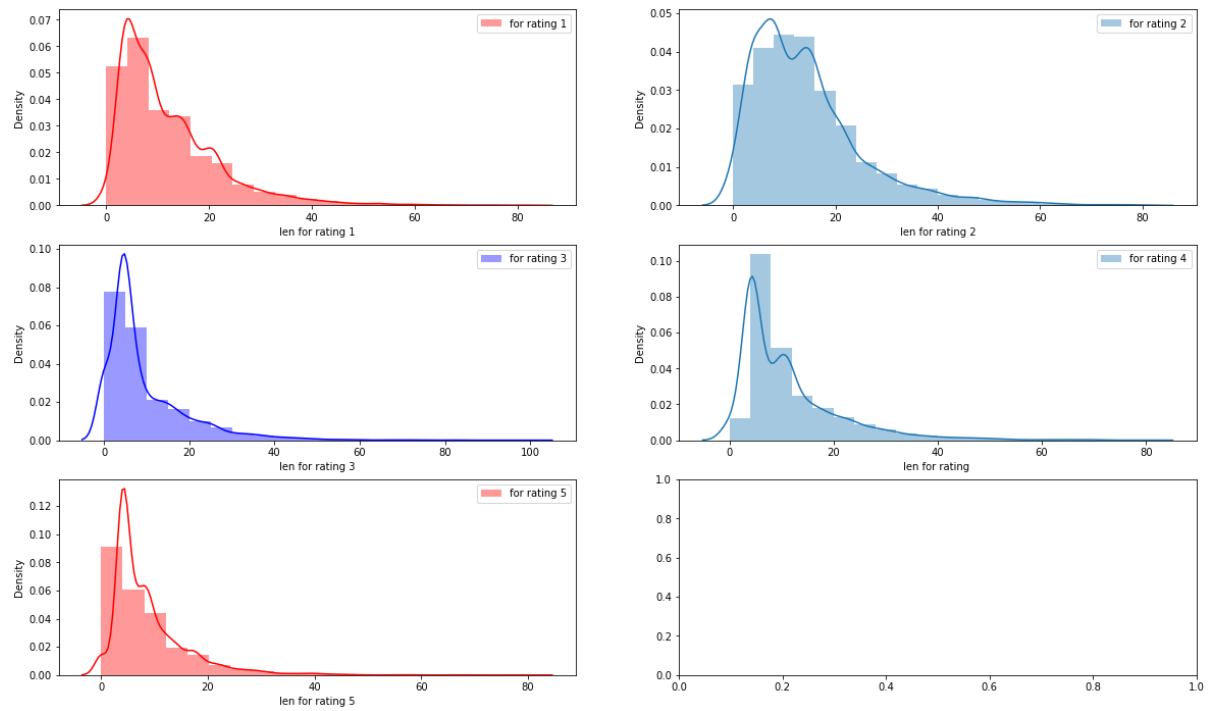 for rating 1
0.07
0.06
0.05
0.04
0.03
0.02
0.01
0.00
Density
0 20 40 60 80
len for rating 1
for rating 2
0.05
0.04
0.03
0.02
0.01
0.00
Density
0 20 40 60 80
len for rating 2
for rating 3
0.10
0.08
0.06
0.04
0.02
0.00
Density
0 20 40 60 80 100
len for rating 3
for rating 4
0.10
0.08
0.06
0.04
0.02
0.00
Density
0 20 40 60 80
len for rating
for rating 5
0.12
0.10
0.08
0.06
0.04
0.02
0.00
Density
0 20 40 60 80
len for rating 5
1.0
0.8
0.6
0.4
0.2
0.0
0.0 0.2 0.4 0.6 0.8 1.0